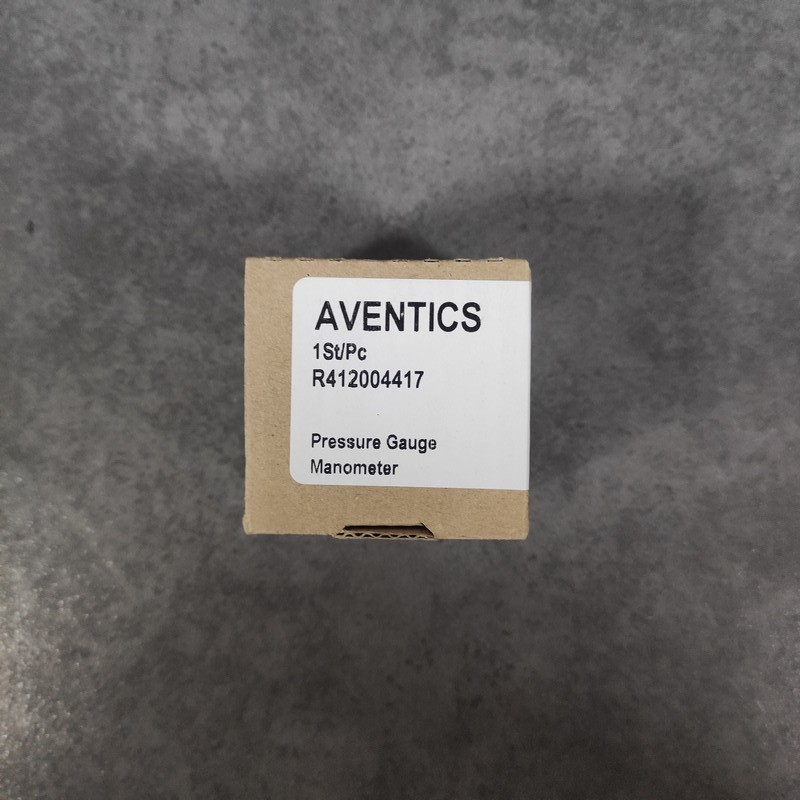 AVENTICS
1St/Pc
R412004417
Pressure Gauge
Manometer